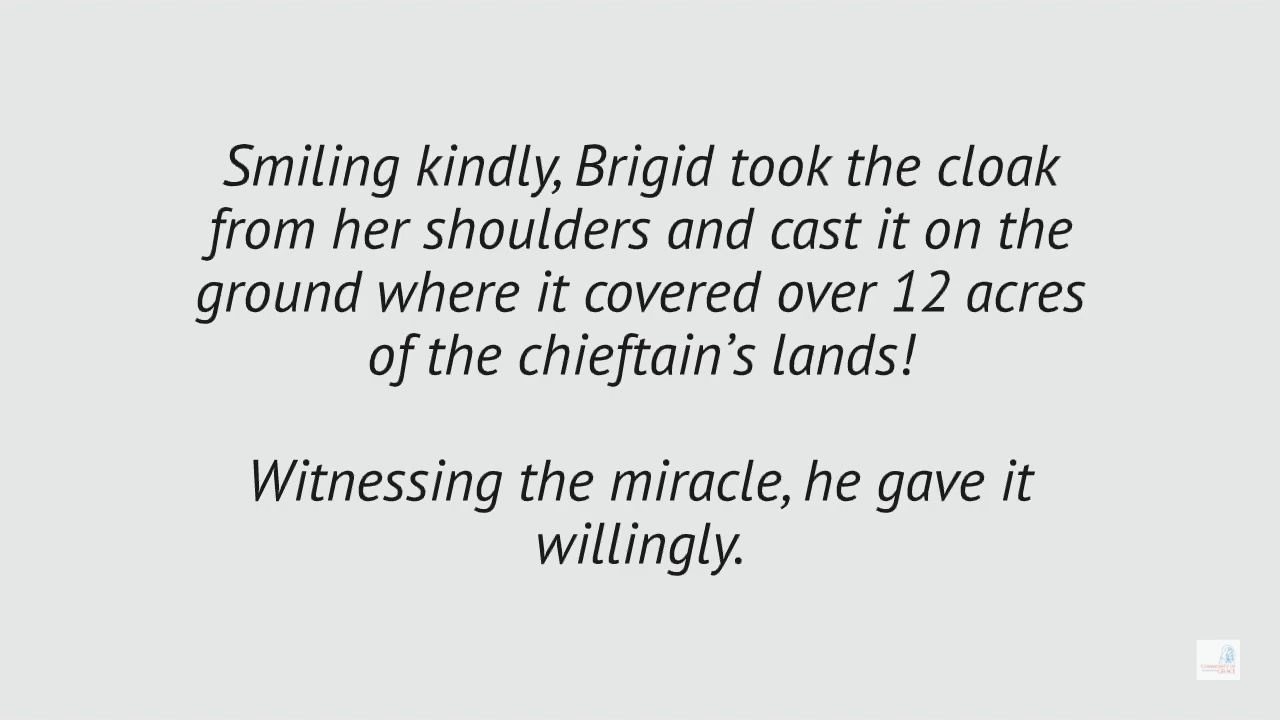 Smiling kindly, Brigid took the cloak
from her shoulders and cast it on the
ground where it covered over 12 acres
of the chieftain’s lands!
Witnessing the miracle, he gave it
willingly.